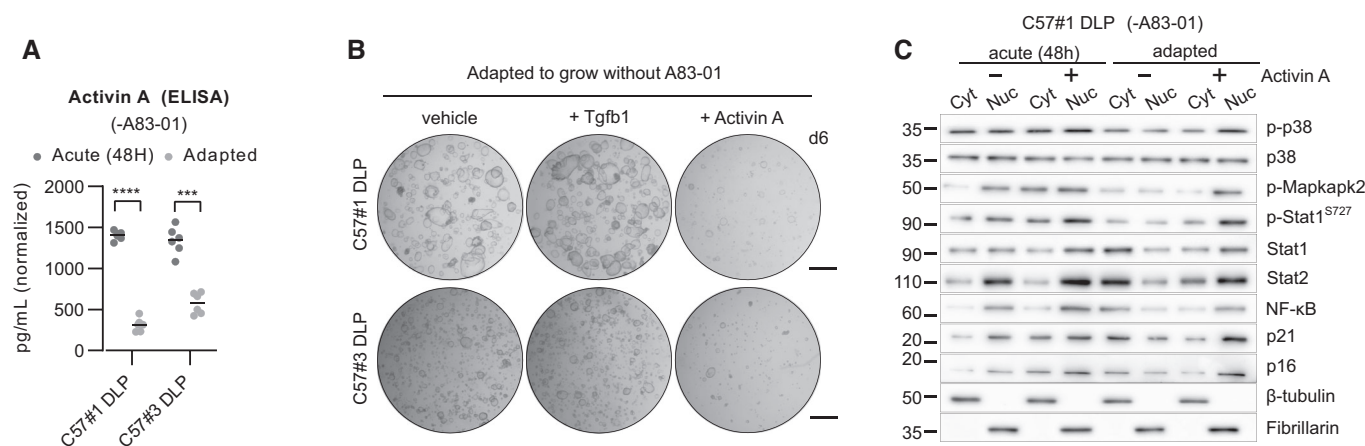 A
Activin A (ELISA)
(-A83-01)
Acute (48H) Adapted
pg/mL (normalized)
2000
1500
1000
500
0
**** ***
C57#1 DLP
C57#3 DLP
B
Adapted to grow without A83-01
vehicle + Tgfb1 + Activin A
d6
C57#1 DLP
C57#3 DLP
C
C57#1 DLP (-A83-01)
acute (48h) adapted
− + − + Activin A
Cyt Nuc Cyt Nuc Cyt Nuc Cyt Nuc
35 p-p38
35 p38
50 p-Mapkapk2
90 p-Stat1S727
90 Stat1
110 Stat2
60 NF-κB
20 p21
20 p16
50 β-tubulin
35 Fibrillarin